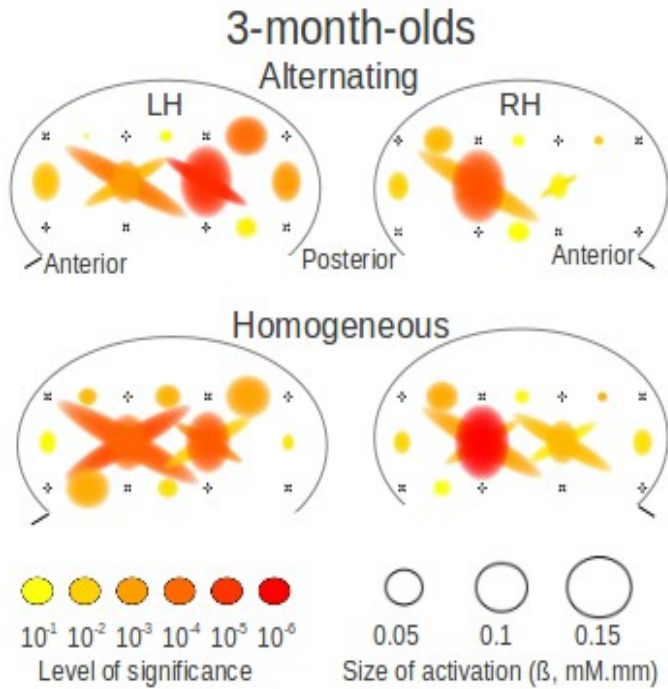 3-month-olds
Alternating
LH RH
Anterior Posterior Anterior
Homogeneous
10⁻¹ 10⁻² 10⁻³ 10⁻⁴ 10⁻⁵ 10⁻⁶ 0.05 0.1 0.15
Level of significance Size of activation (ß, mM.mm)